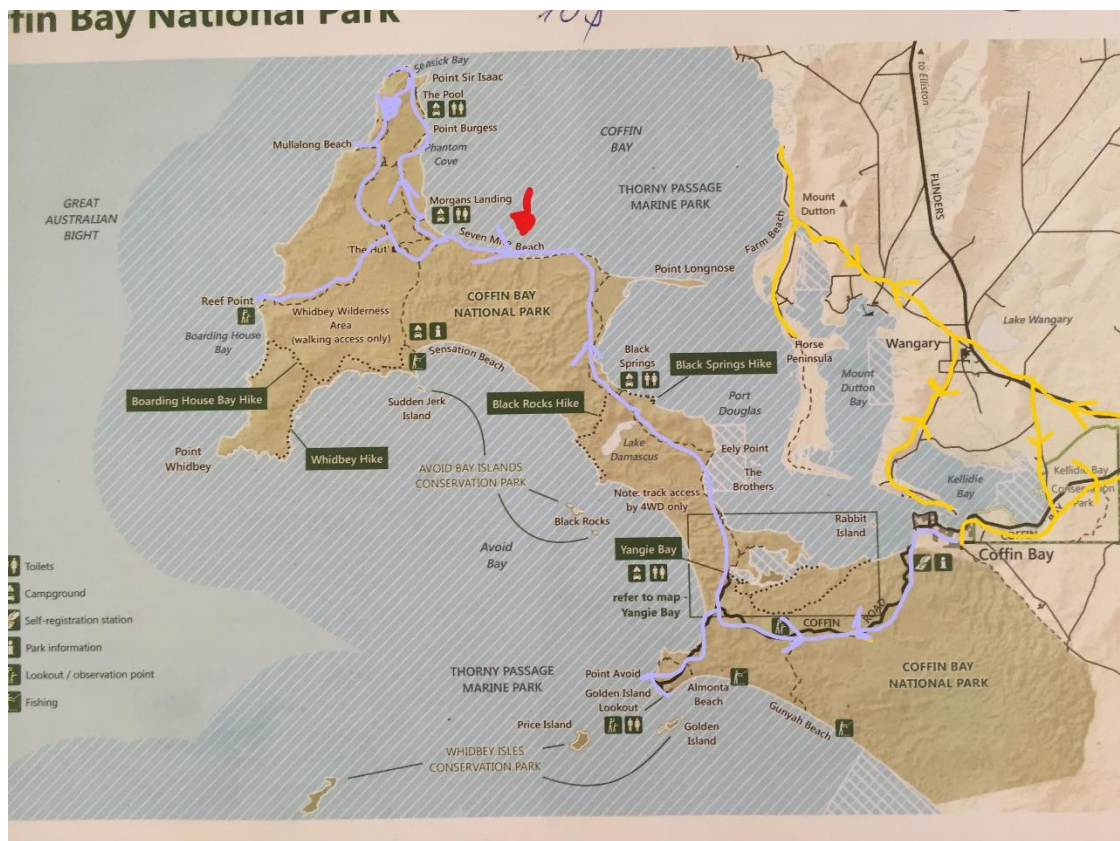 ffin Bay National Park
10$
Seasick Bay
Point Sir Isaac
The Pool
Point Burgess
Mullalong Beach
Phantom
Cove
COFFIN
BAY
to Elliston
FLINDERS
GREAT
AUSTRALIAN
BIGHT
Morgans Landing
THORNY PASSAGE
MARINE PARK
Mount
Dutton
Seven Mile Beach
Farm Beach
'The Hut'
Point Longnose
Reef Point
COFFIN BAY
NATIONAL PARK
Whidbey Wilderness
Area
(walking access only)
Boarding House
Bay
Lake Wangary
Wangary
Horse
Peninsula
Sensation Beach
Black
Springs
Black Springs Hike
Mount
Dutton
Bay
Boarding House Bay Hike
Sudden Jerk
Island
Black Rocks Hike
Port
Douglas
Point
Whidbey
Whidbey Hike
Lake
Damascus
Eely Point
The
Brothers
AVOID BAY ISLANDS
CONSERVATION PARK
Note: track access
by 4WD only
Kellidie
Bay
Kellidie Bay
Conservation
Park
Black Rocks
Rabbit
Island
Avoid
Bay
Yangie Bay
COFFIN
BAY
Coffin Bay
refer to map -
Yangie Bay
COFFIN
ROAD
Toilets
Campground
Self-registration station
Park information
Lookout / observation point
Fishing
THORNY PASSAGE
MARINE PARK
Point Avoid
Golden Island
Lookout
Almonta
Beach
COFFIN BAY
NATIONAL PARK
Gunyah Beach
Price Island
Golden
Island
WHIDBEY ISLES
CONSERVATION PARK